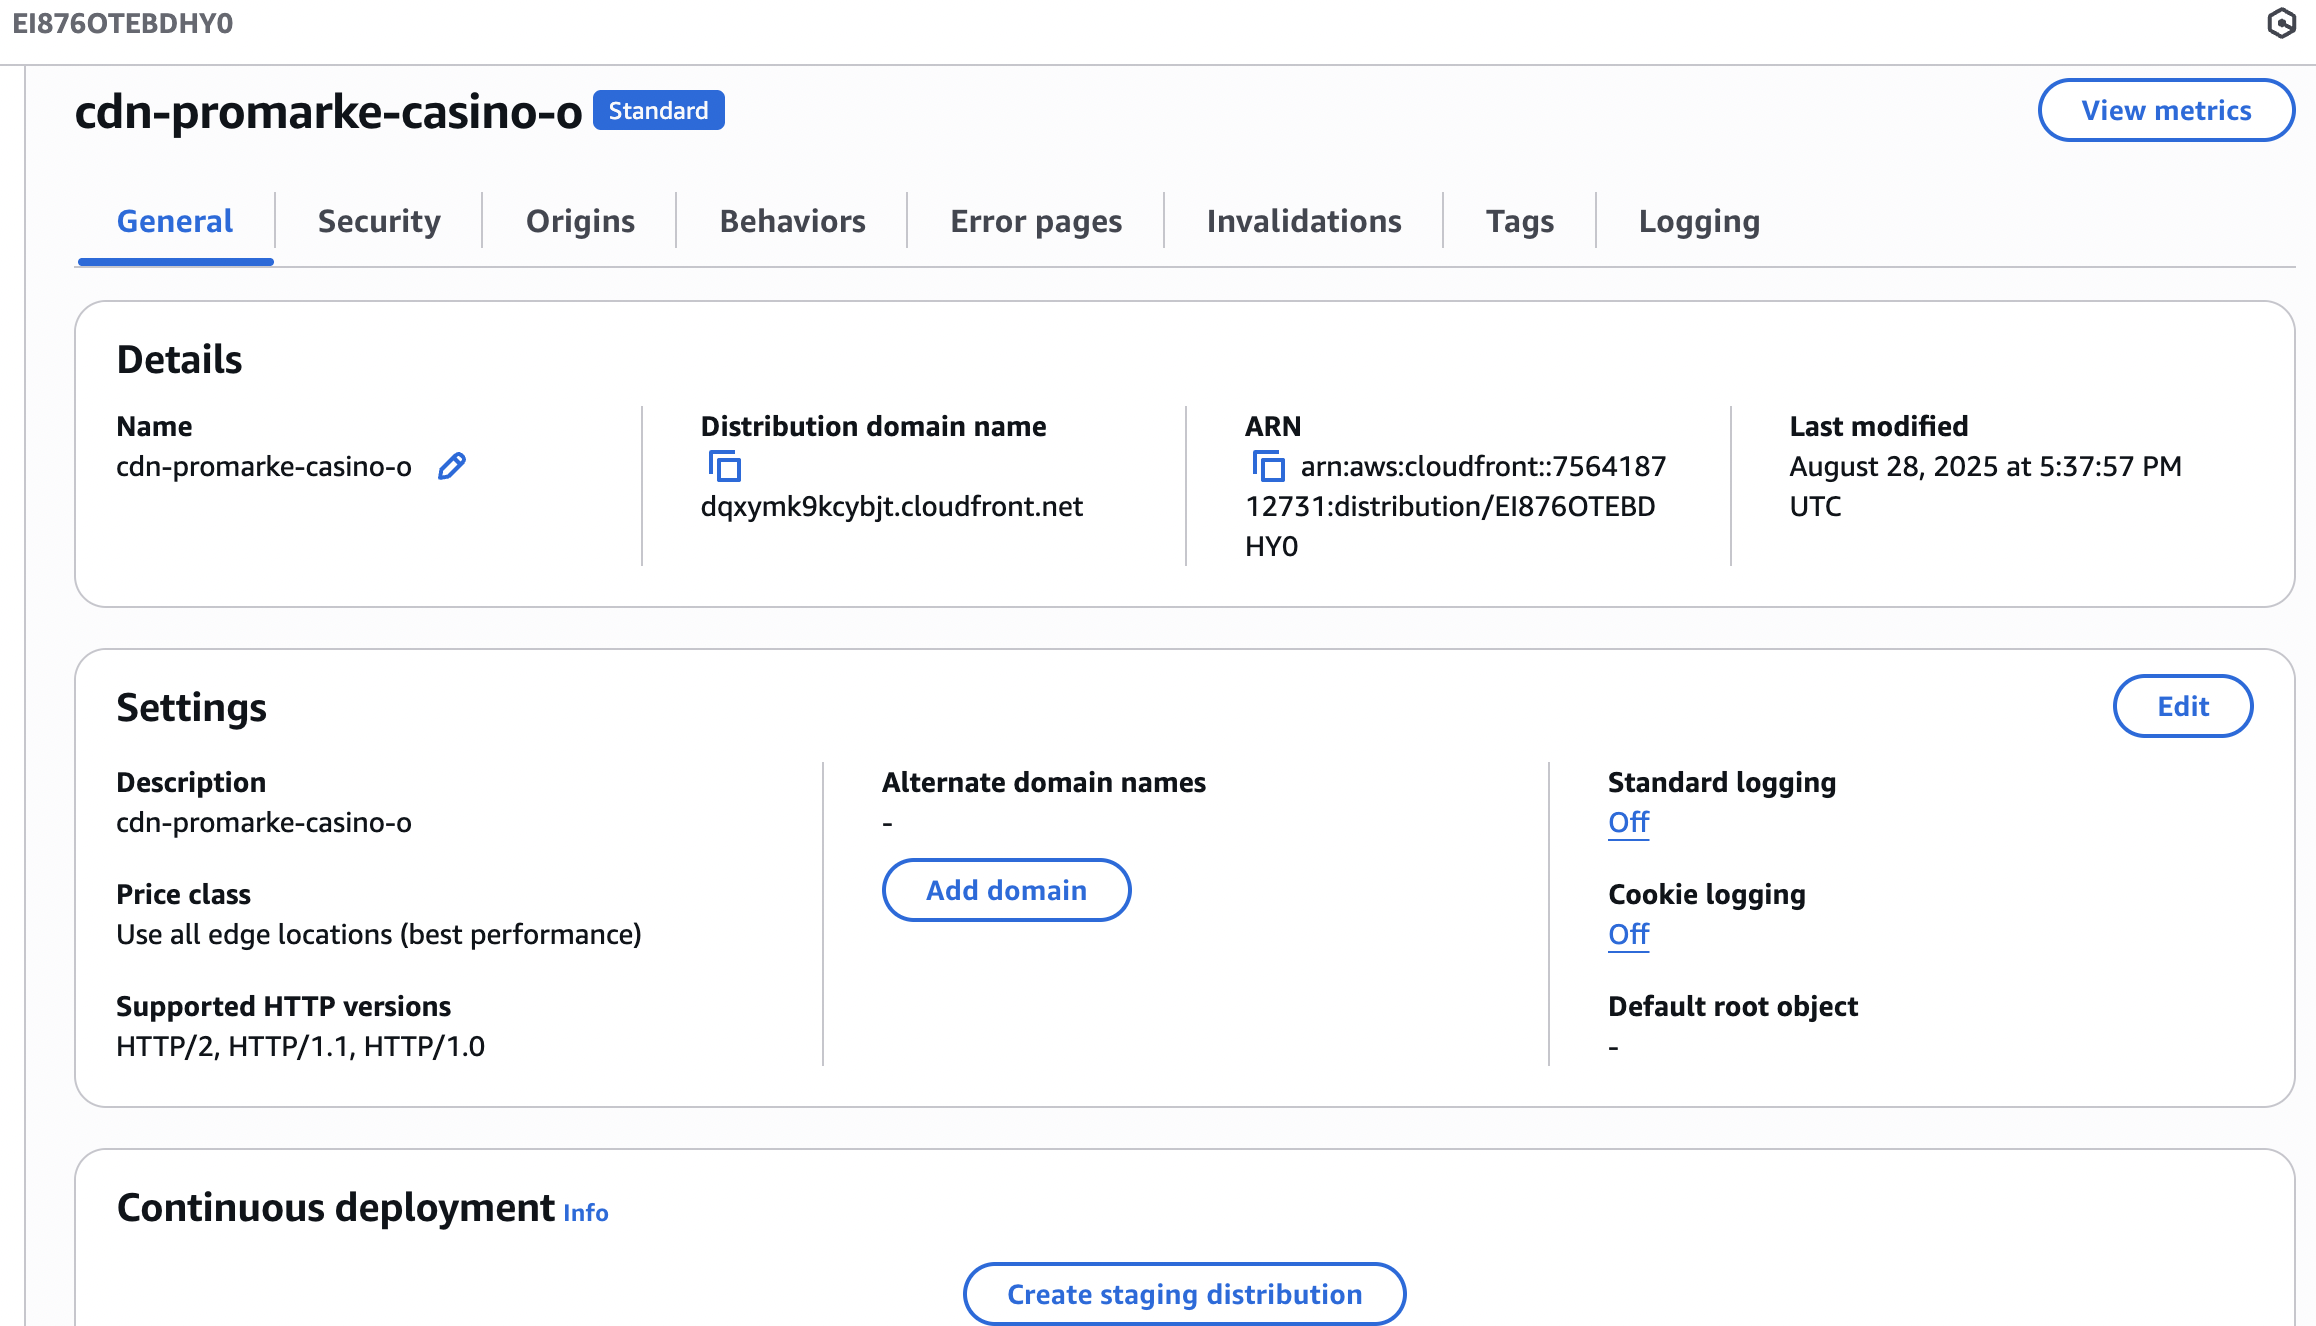 EI876OTEBDHY0
cdn-promarke-casino-o Standard
View metrics
General Security Origins Behaviors Error pages Invalidations Tags Logging
Details
Name
cdn-promarke-casino-o
Distribution domain name
dqxymk9kcybjt.cloudfront.net
ARN
arn:aws:cloudfront::7564187
12731:distribution/EI876OTEBD
HY0
Last modified
August 28, 2025 at 5:37:57 PM
UTC
Settings
Edit
Description
cdn-promarke-casino-o
Price class
Use all edge locations (best performance)
Supported HTTP versions
HTTP/2, HTTP/1.1, HTTP/1.0
Alternate domain names
-
Add domain
Standard logging
Off
Cookie logging
Off
Default root object
-
Continuous deployment Info
Create staging distribution